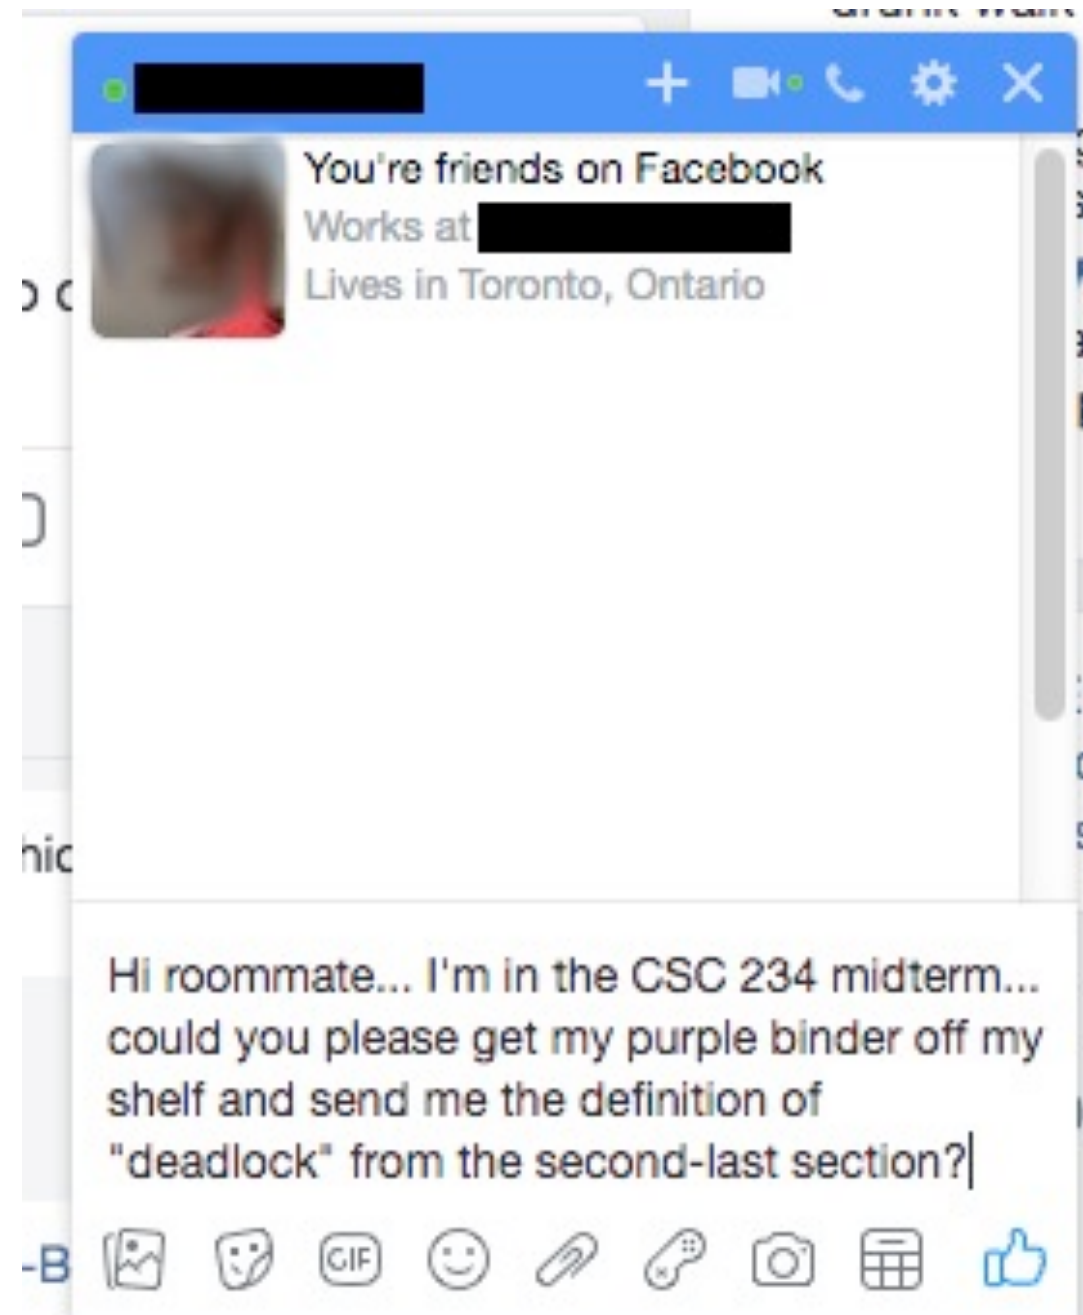 You're friends on Facebook
Works at
Lives in Toronto, Ontario
Hi roommate... I'm in the CSC 234 midterm...
could you please get my purple binder off my
shelf and send me the definition of
"deadlock" from the second-last section?
-B
GIF